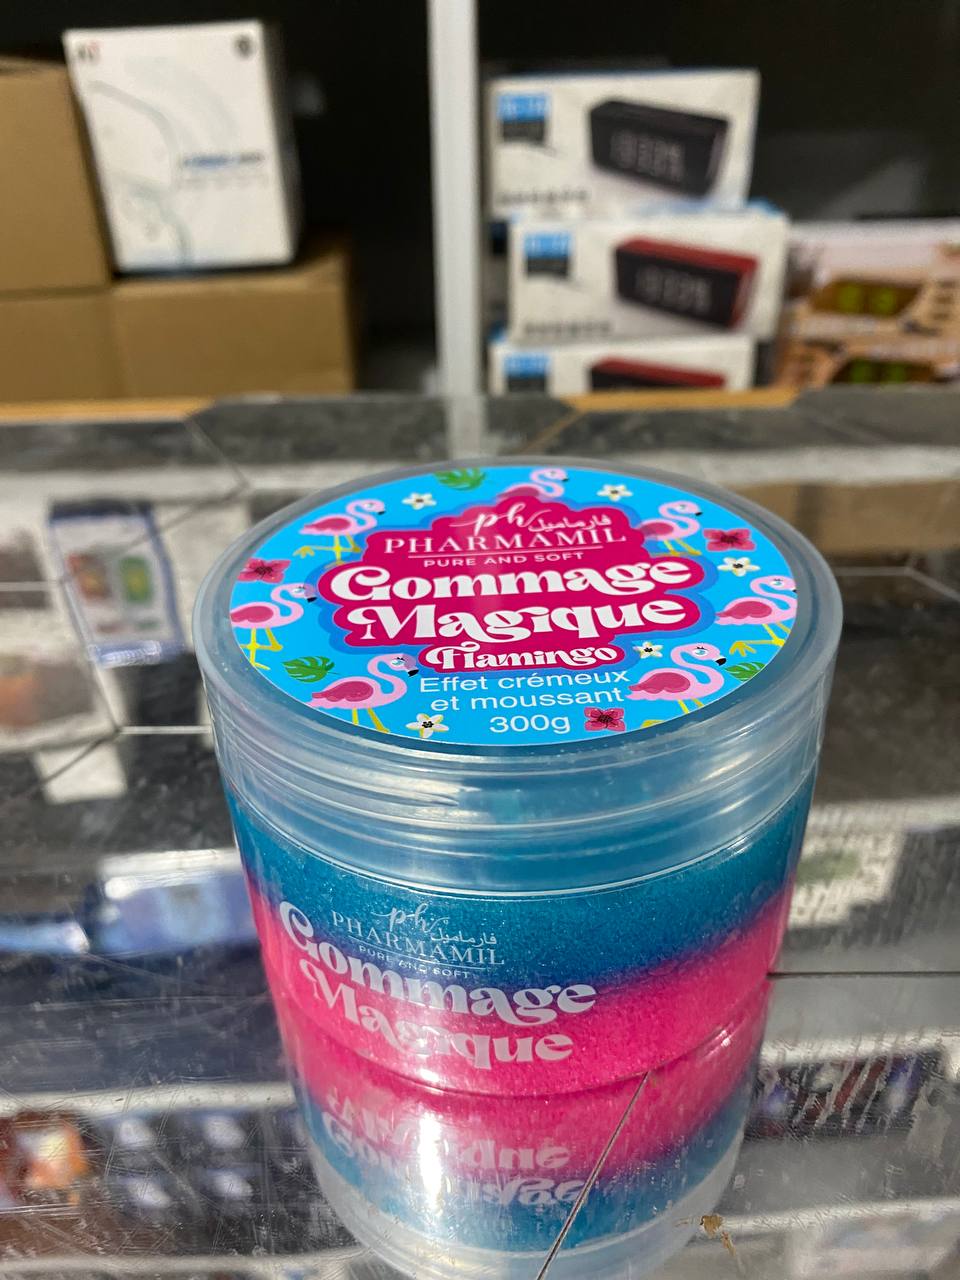 ph فارماميل
PHARMAMIL
PURE AND SOFT
Gommage
Magique
Flamingo
Effet crémeux
et moussant
300g
ph فارماميل
PHARMAMIL
PURE AND SOFT
Gommage
Magique